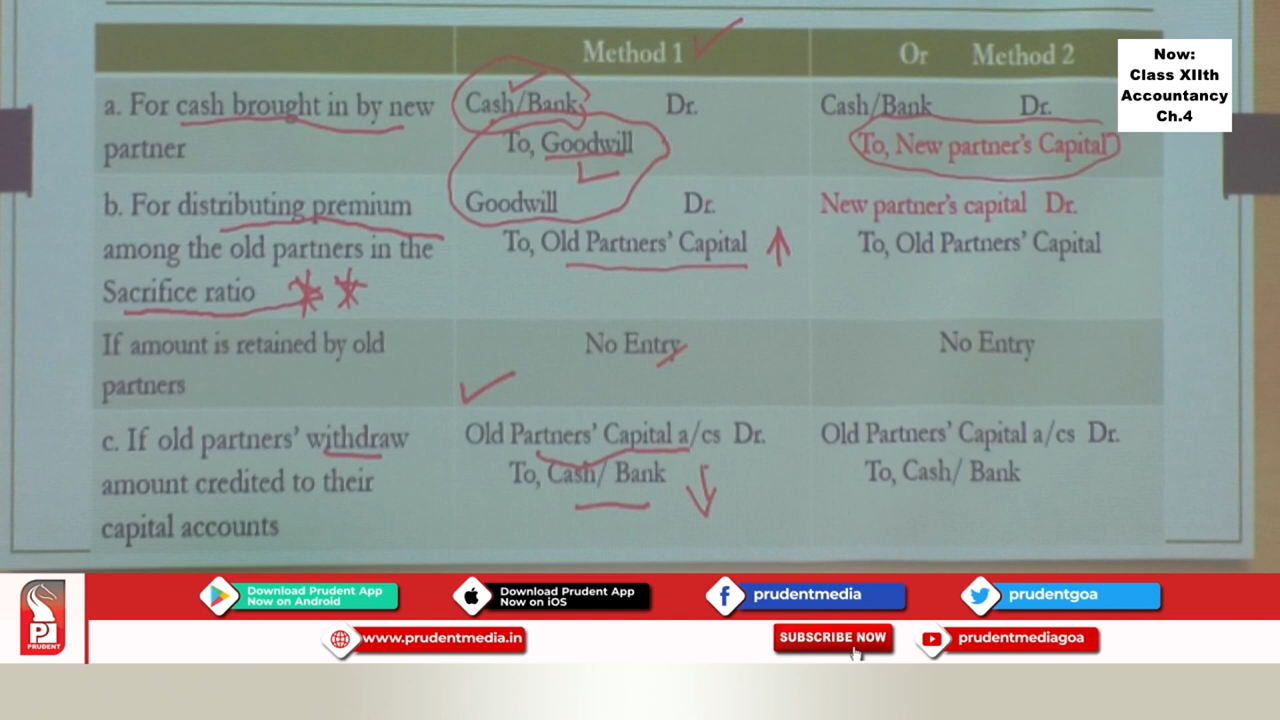 Method 1 Or Method 2
Now:
Class XIIth
Accountancy
Ch.4
a. For cash brought in by new
partner
Cash/Bank Dr.
To, Goodwill
Cash/Bank Dr.
To, New partner's Capital
b. For distributing premium
among the old partners in the
Sacrifice ratio
Goodwill Dr.
To, Old Partners' Capital
New partner's capital Dr.
To, Old Partners' Capital
If amount is retained by old
partners
No Entry
No Entry
c. If old partners' withdraw
amount credited to their
capital accounts
Old Partners' Capital a/cs Dr.
To, Cash/ Bank
Old Partners' Capital a/cs Dr.
To, Cash/ Bank
PRUDENT
Download Prudent App
Now on Android
Download Prudent App
Now on iOS
prudentmedia
prudentgoa
www.prudentmedia.in
SUBSCRIBE NOW
prudentmediagoa